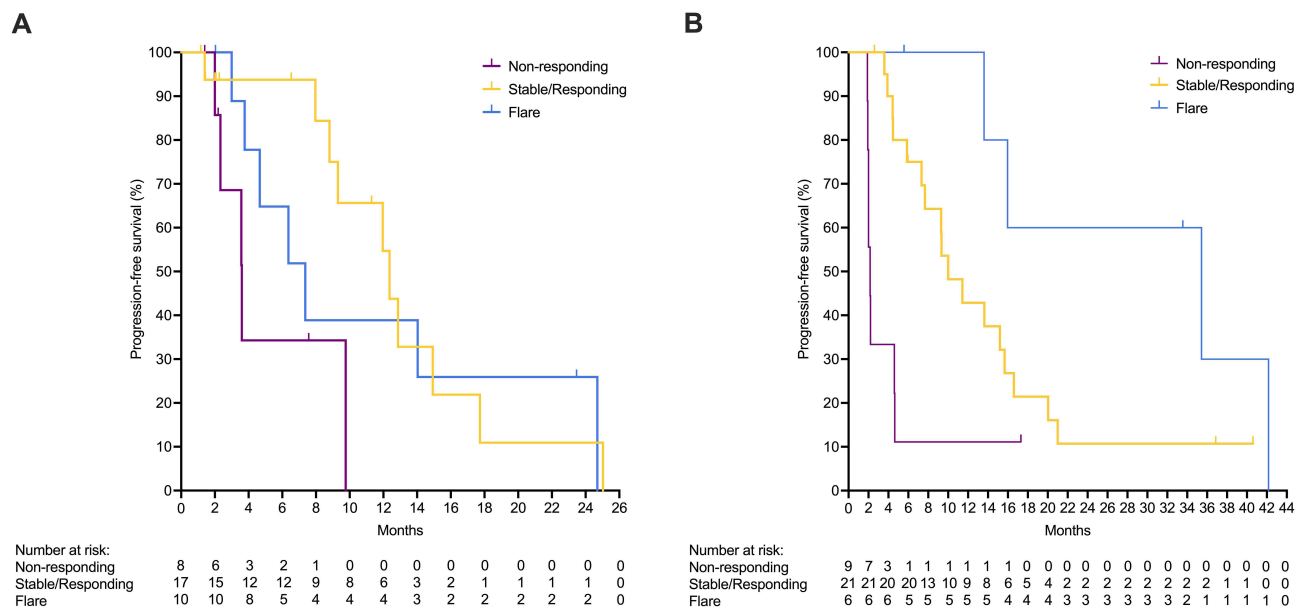 A
B
Progression-free survival (%)
100
90
80
70
60
50
40
30
20
10
0
Non-responding
Stable/Responding
Flare
0 2 4 6 8 10 12 14 16 18 20 22 24 26
Months
Number at risk:
Non-responding 8 6 3 2 1 0 0 0 0 0 0 0 0 0
Stable/Responding 17 15 12 12 9 8 6 3 2 1 1 1 1 0
Flare 10 10 8 5 4 4 4 3 2 2 2 2 2 0
Progression-free survival (%)
100
90
80
70
60
50
40
30
20
10
0
Non-responding
Stable/Responding
Flare
0 2 4 6 8 10 12 14 16 18 20 22 24 26 28 30 32 34 36 38 40 42 44
Months
Number at risk:
Non-responding 9 7 3 1 1 1 1 1 1 0 0 0 0 0 0 0 0 0 0 0 0 0 0
Stable/Responding 21 21 20 20 13 10 9 8 6 5 4 2 2 2 2 2 2 2 2 1 1 0 0
Flare 6 6 6 5 5 5 5 5 4 4 4 3 3 3 3 3 3 2 1 1 1 1 0